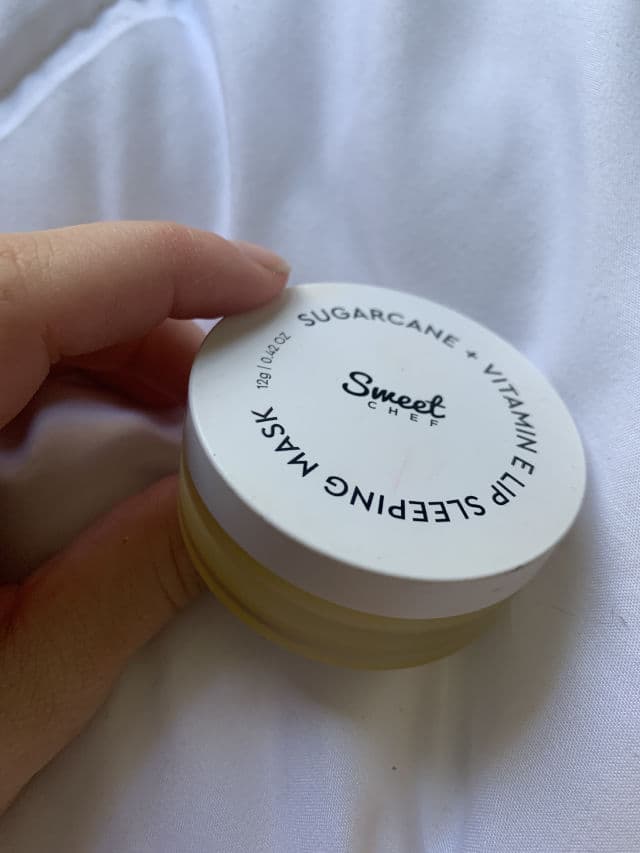 SUGARCANE + VITAMIN E LIP SLEEPING MASK
12g / 0.42 OZ
Sweet
CHEF